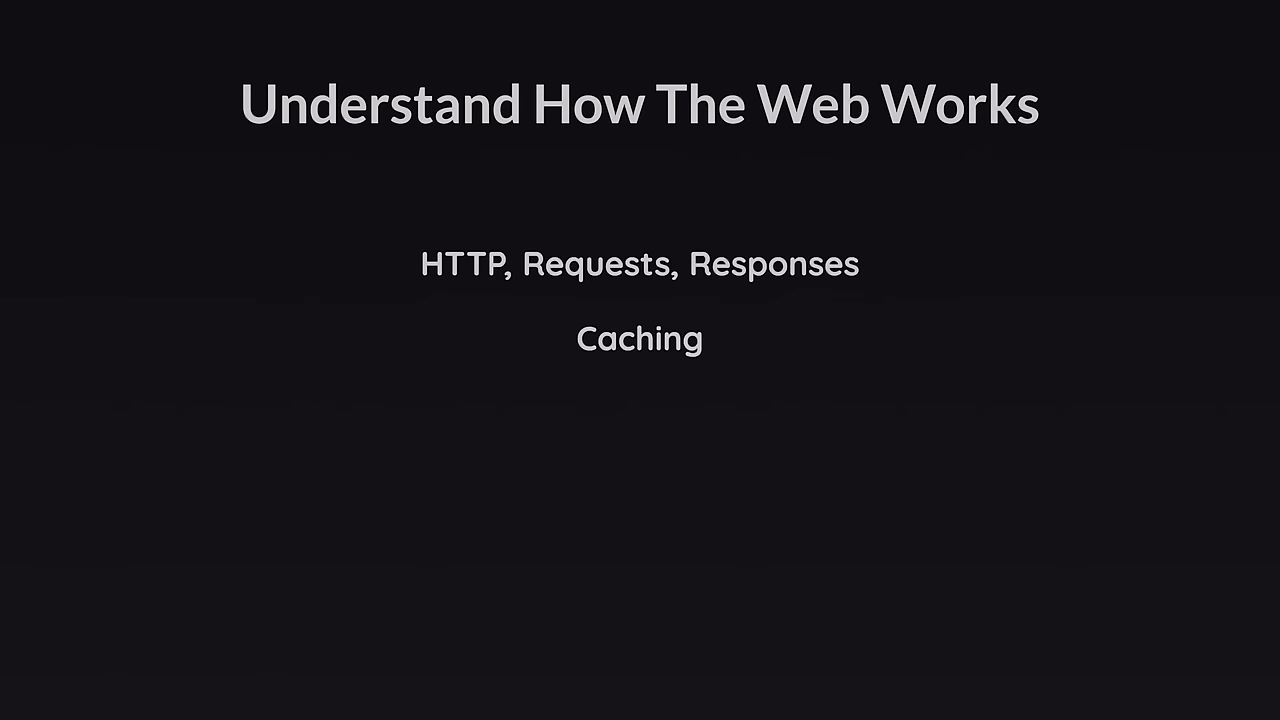 Understand How The Web Works
HTTP, Requests, Responses
Caching